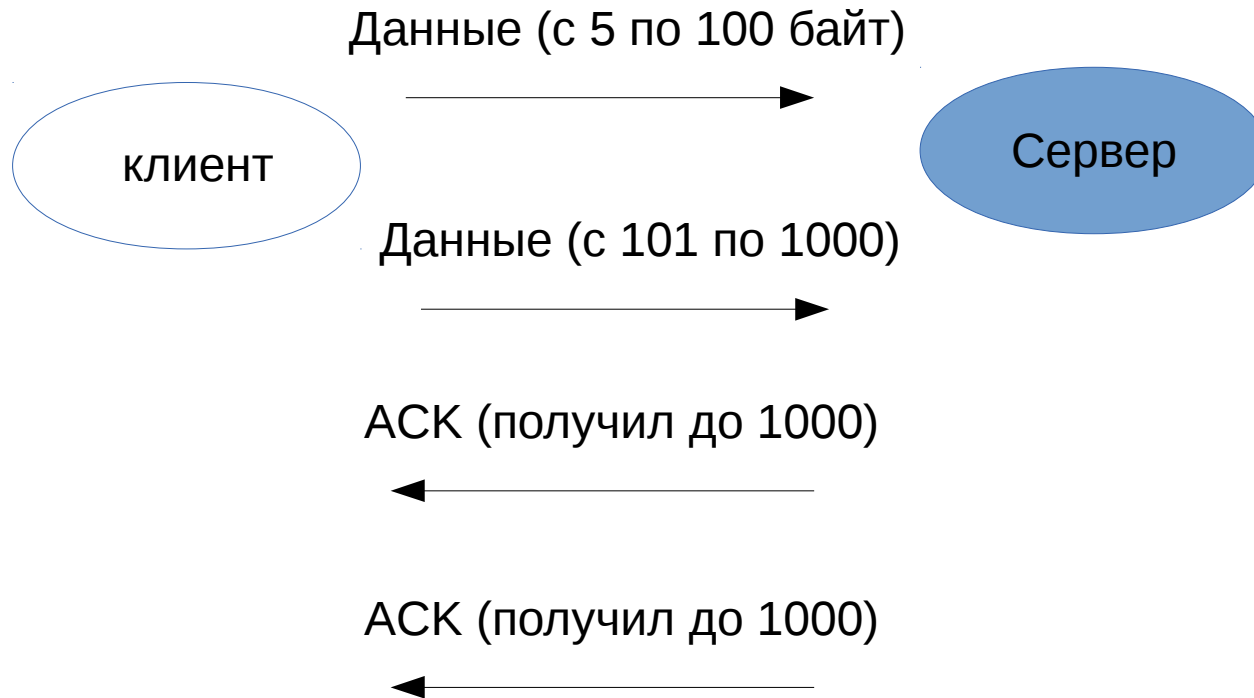 Данные (с 5 по 100 байт)
клиент
Сервер
Данные (с 101 по 1000)
ACK (получил до 1000)
ACK (получил до 1000)